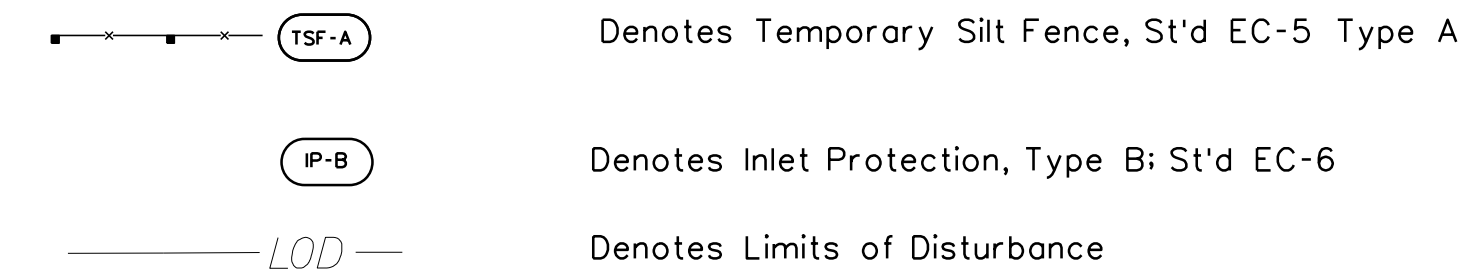 TSF-A Denotes Temporary Silt Fence, St'd EC-5 Type A
IP-B Denotes Inlet Protection, Type B; St'd EC-6
LOD Denotes Limits of Disturbance